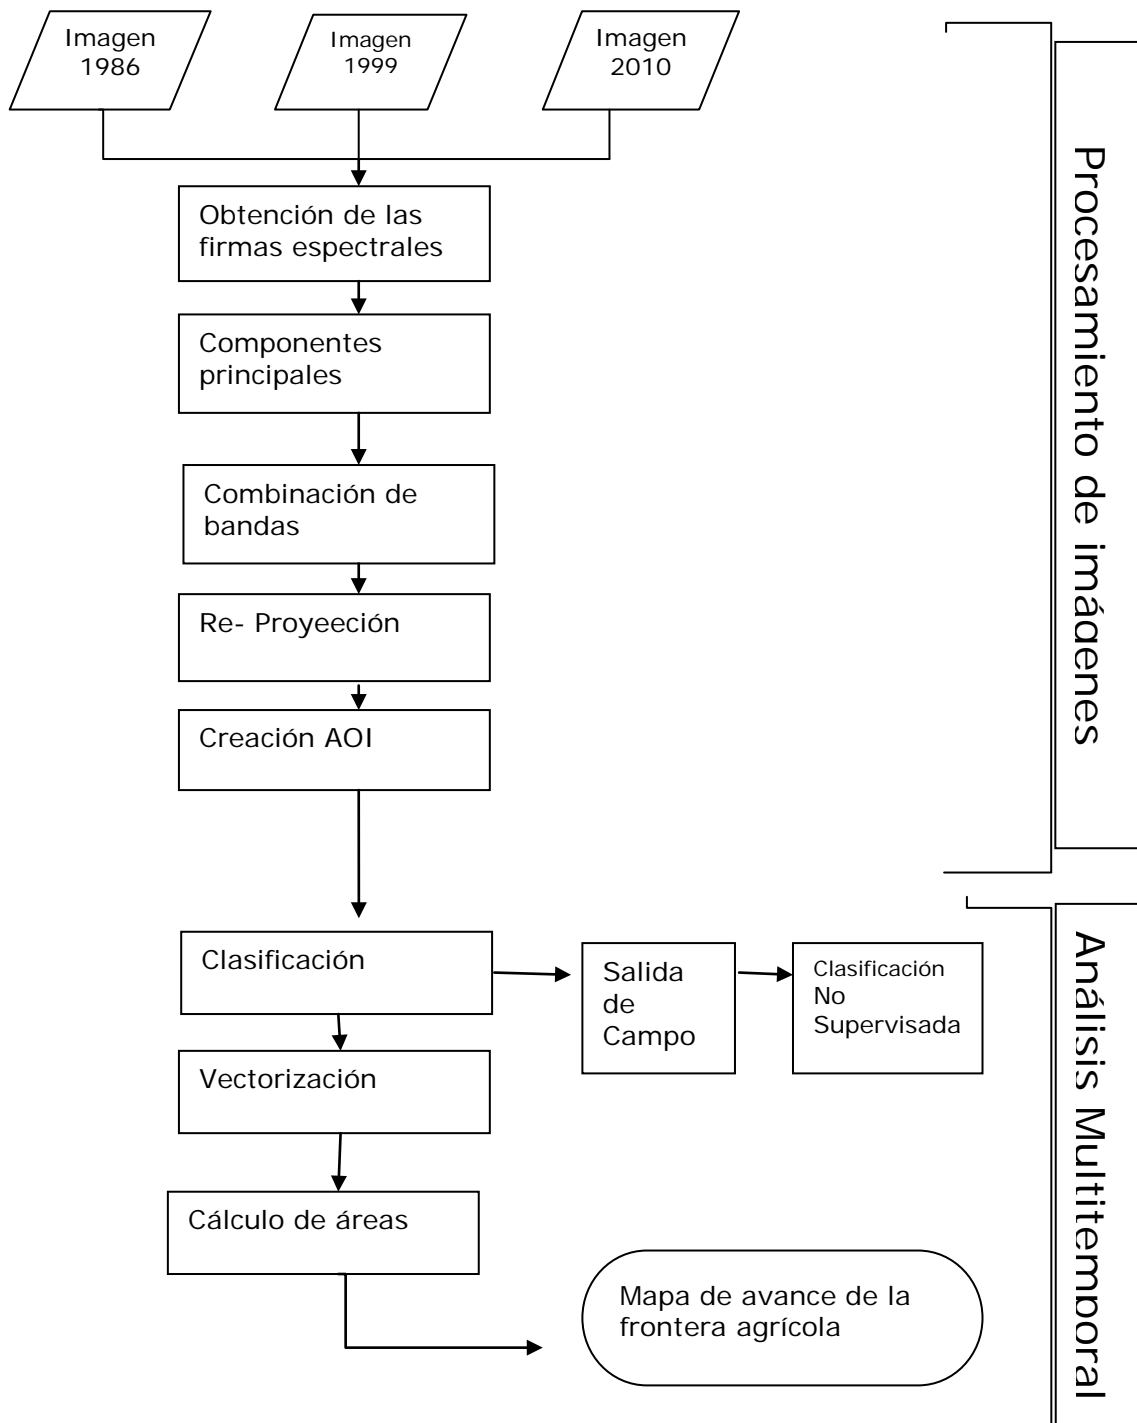 Imagen
1986
Imagen
1999
Imagen
2010
Obtención de las
firmas espectrales
Componentes
principales
Combinación de
bandas
Re- Proyeeción
Creación AOI
Procesamiento de imágenes
Clasificación
Salida
de
Campo
Clasificación
No
Supervisada
Vectorización
Cálculo de áreas
Mapa de avance de la
frontera agrícola
Análisis Multitemporal